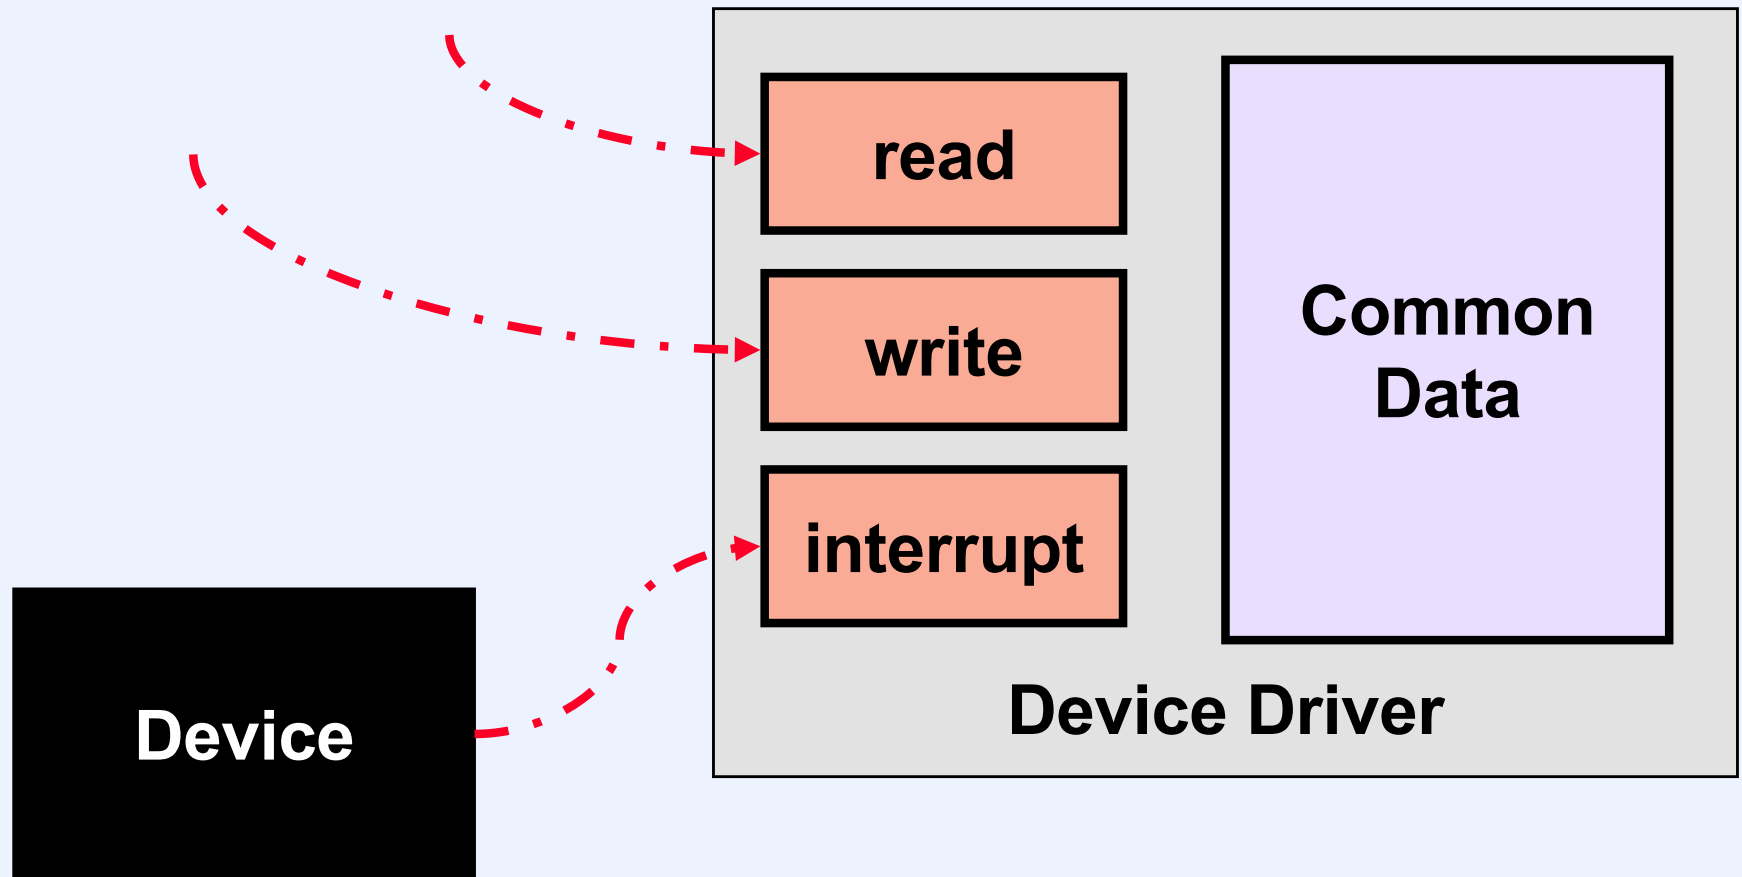 read
write
interrupt
Common
Data
Device Driver
Device